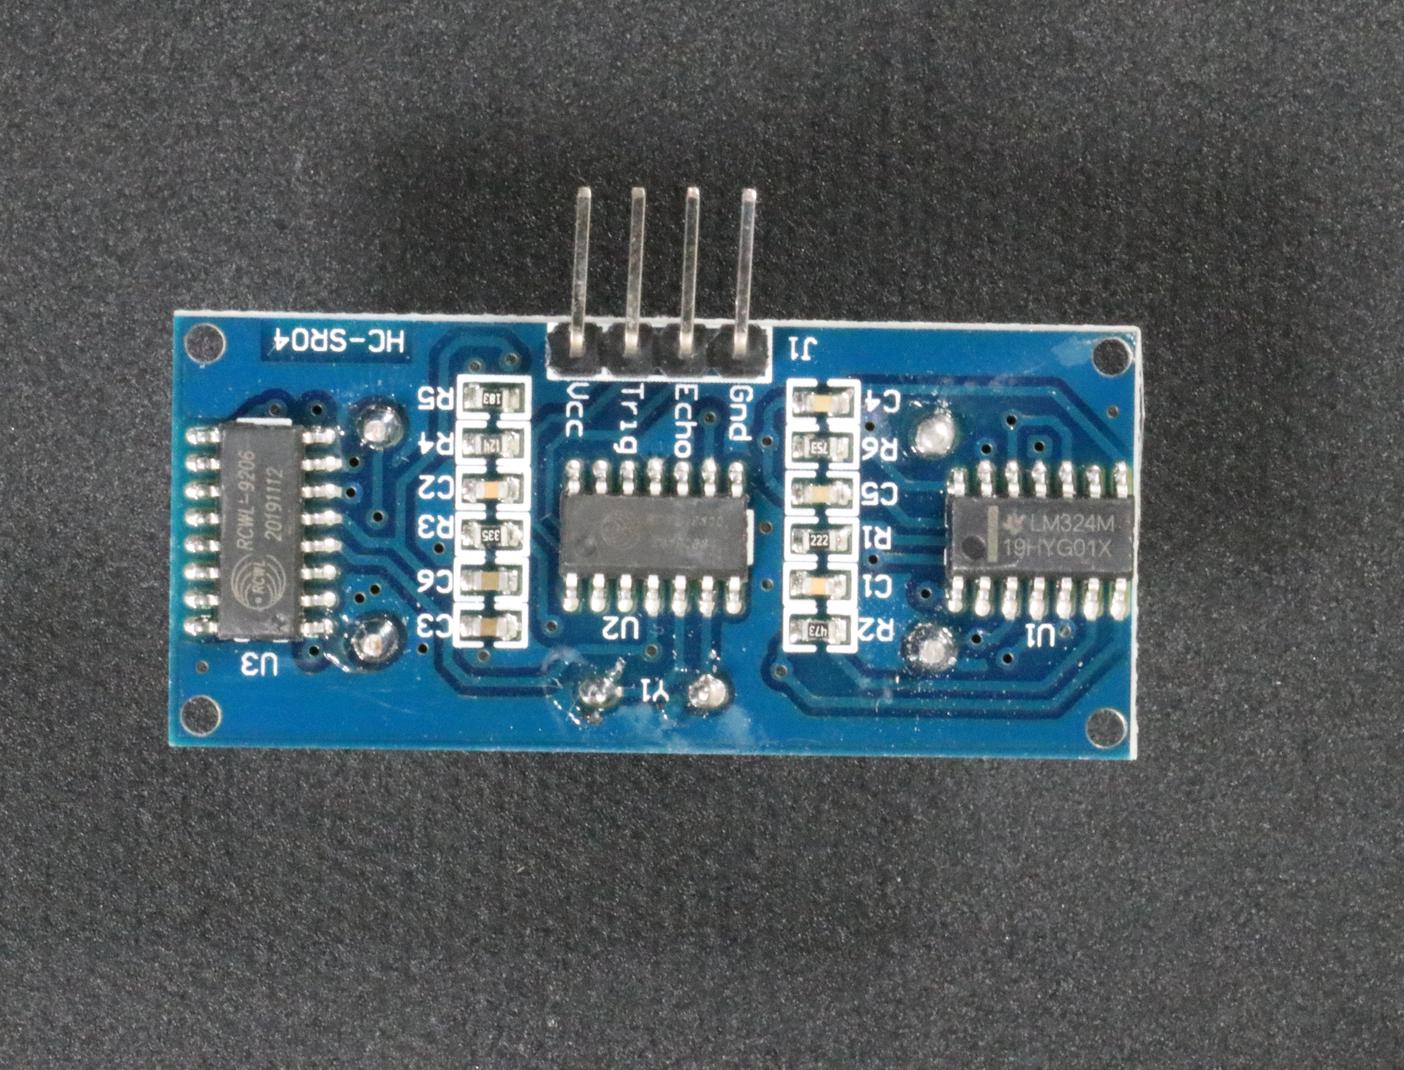 HC-SR04
J1
Vcc
Trig
Echo
Gnd
R5
183
R4
124
C2
R3
335
C6
C3
C4
R6
753
C5
R1
222
C1
R2
473
RCWL-9206
20191112
RCWL
U3
U2
Y1
LM324M
19HYG01X
U1